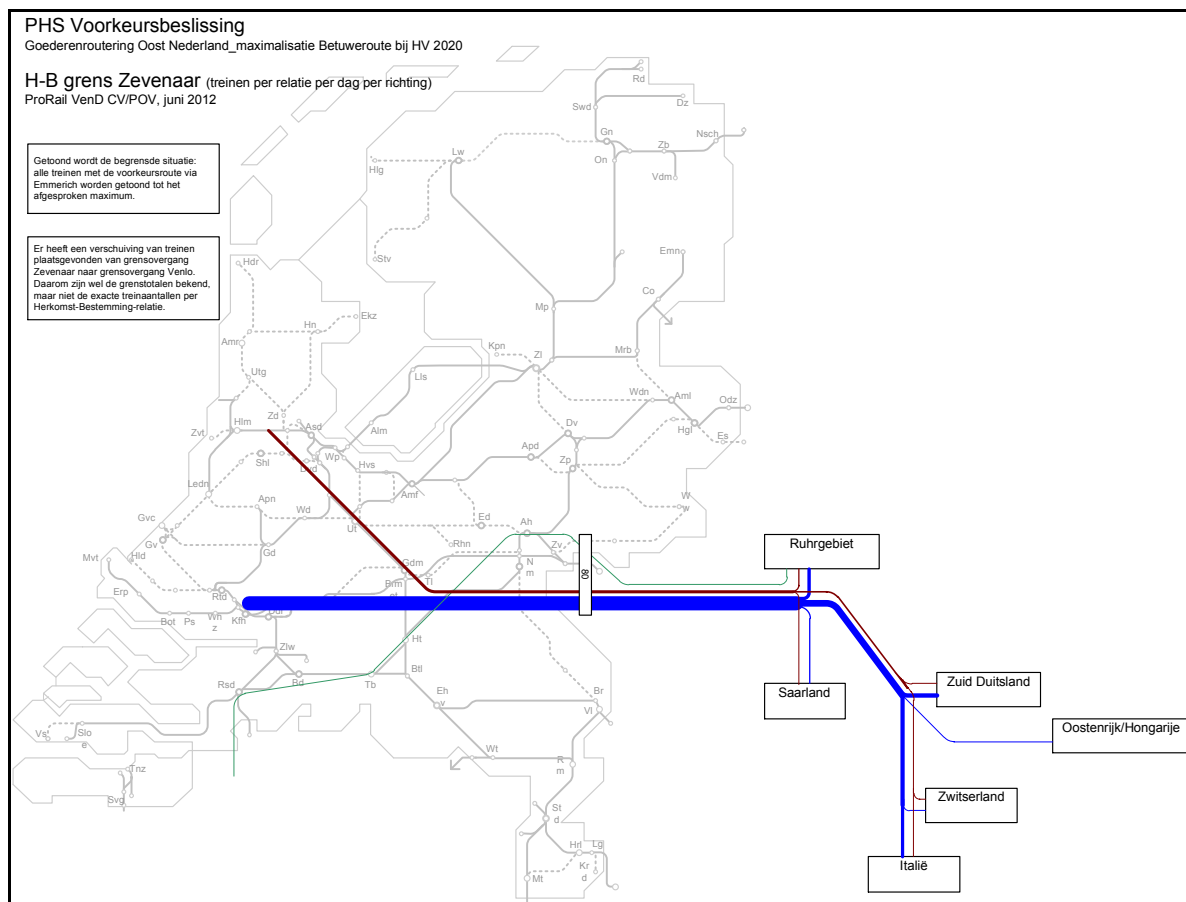 PHS Voorkeursbeslissing
Goederenroutering Oost Nederland_maximalisatie Betuweroute bij HV 2020
H-B grens Zevenaar (treinen per relatie per dag per richting)
ProRail VenD CV/POV, juni 2012
Getoond wordt de begrensde situatie:
alle treinen met de voorkeursroute via
Emmerich worden getoond tot het
afgesproken maximum.
Er heeft een verschuiving van treinen
plaatsgevonden van grensovergang
Zevenaar naar grensovergang Venlo.
Daarom zijn wel de grenstotalen bekend,
maar niet de exacte treinaantallen per
Herkomst-Bestemming-relatie.
Rd
Swd
Dz
Gn
Nsch
Zb
On
Vdm
Lw
Hlg
Stv
Emn
Co
Hdr
Mp
Ekz
Hn
Amr
Kpn
Zl
Mrb
Utg
Lls
Wdn
Aml
Odz
Zd
Asd
Alm
Hlm
Zvt
Dv
Hgl
Es
Shl
Dvd
Wp
Hvs
Apd
Zp
Ledn
Amf
Apn
Wd
W
w
Gvc
Ut
Ed
Ah
Gv
Gd
Rhn
Zv
Mvt
Hld
Gdm
N
m
80
Ruhrgebiet
Erp
Rtd
Bmr
Tl
Bot
Ps
Wh
z
Kfh
Ddr
Ht
Zlw
Btl
Rsd
Bd
Tb
Eh
v
Br
Vl
Saarland
Zuid Duitsland
Vs
Sloe
Oostenrijk/Hongarije
Wt
R
m
Tnz
Svg
Zwitserland
St
d
Hrl
Lg
Kr
d
Mt
Italië